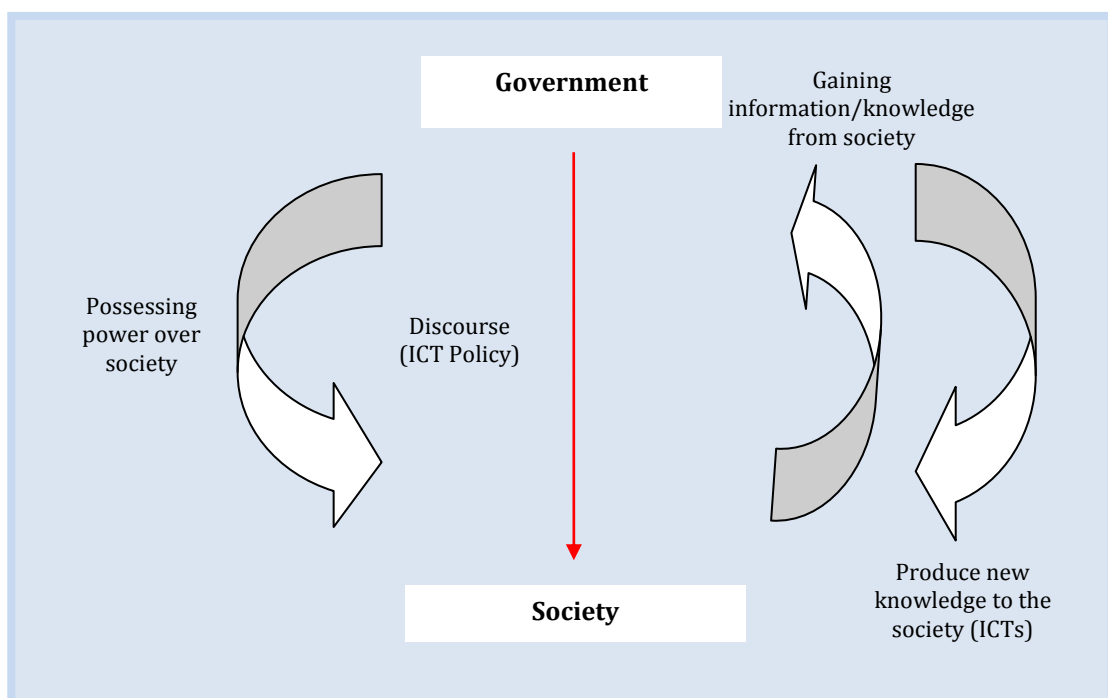 Government
Gaining
information/knowledge
from society
Possessing
power over
society
Discourse
(ICT Policy)
Society
Produce new
knowledge to the
society (ICTs)